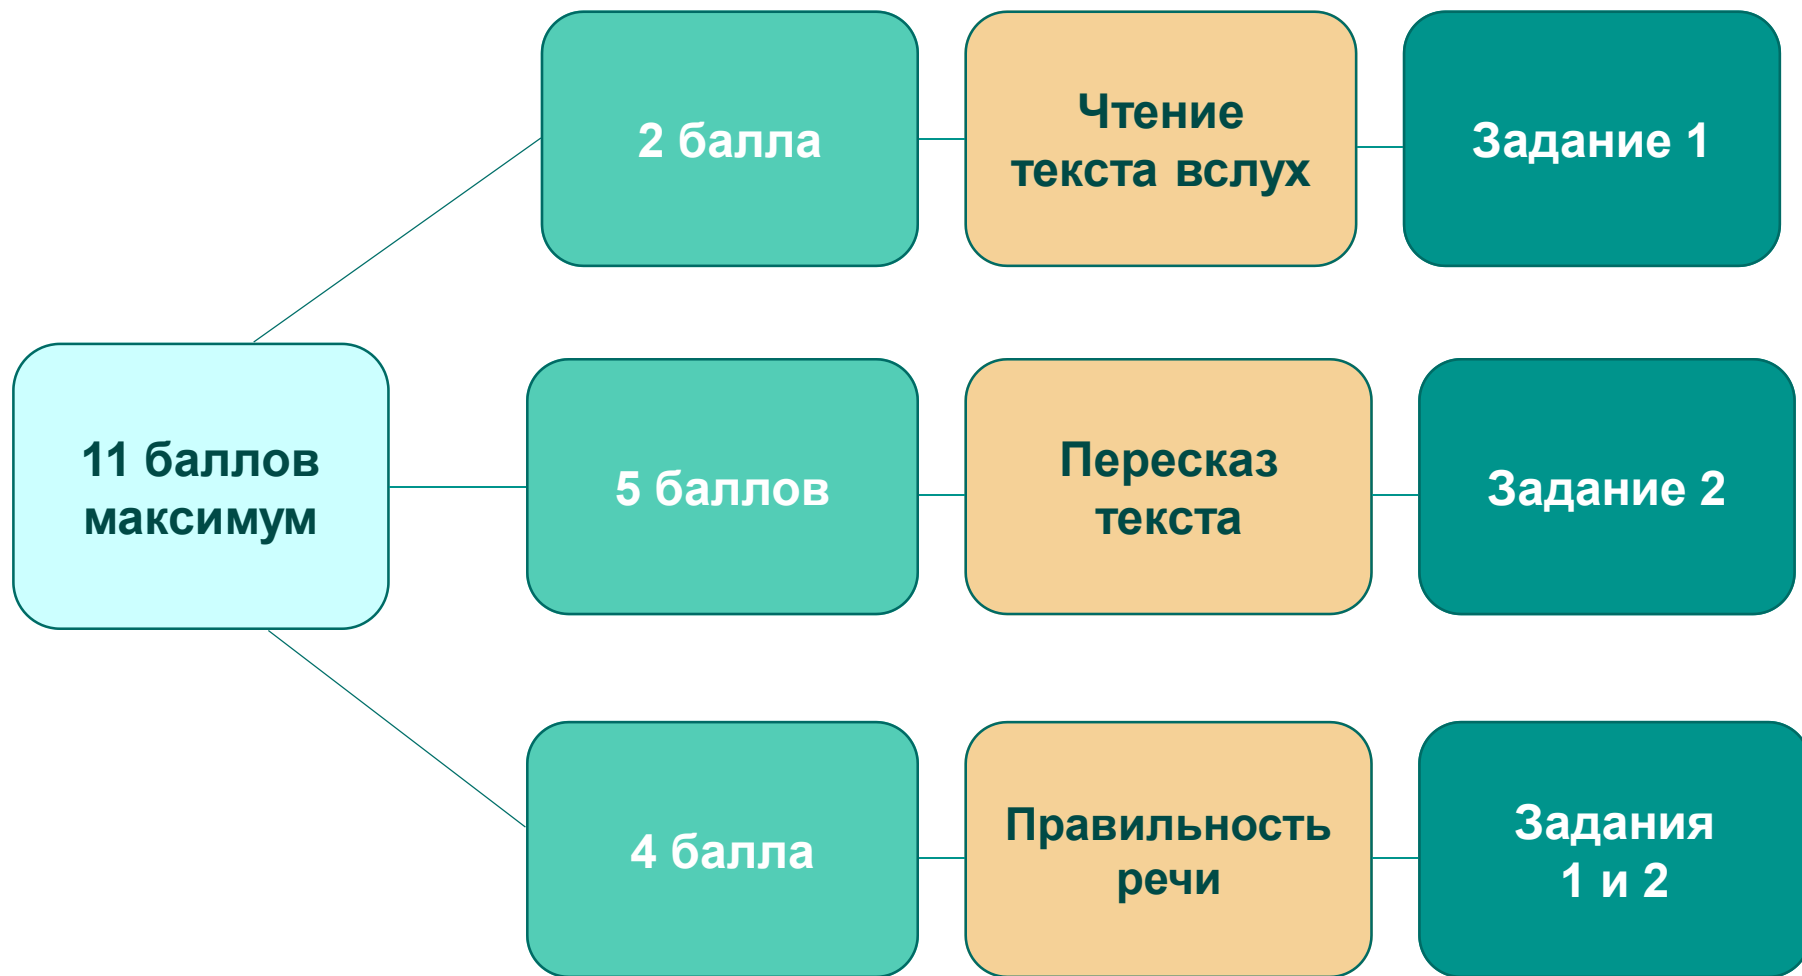 2 балла
Чтение
текста вслух
Задание 1
11 баллов
максимум
5 баллов
Пересказ
текста
Задание 2
4 балла
Правильность
речи
Задания
1 и 2